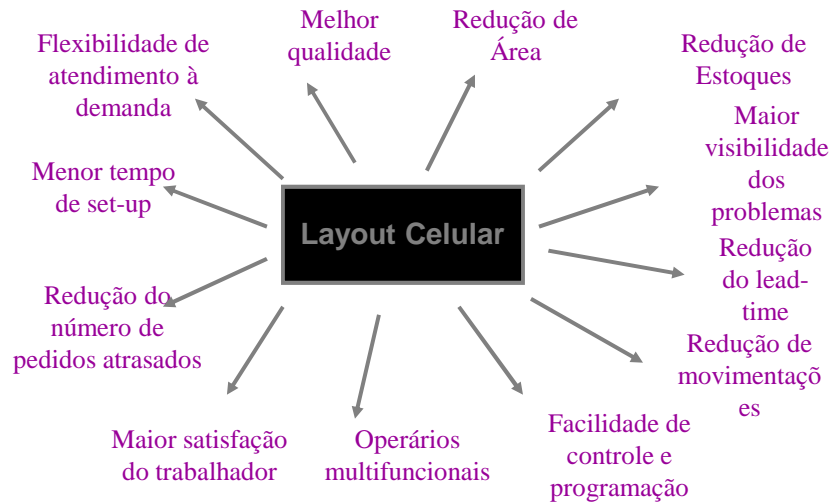 Flexibilidade de
atendimento à
demanda
Melhor
qualidade
Redução de
Área
Redução de
Estoques
Maior
visibilidade
dos
problemas
Menor tempo
de set-up
Layout Celular
Redução
do lead-
time
Redução do
número de
pedidos atrasados
Redução de
movimentaçõ
es
Maior satisfação
do trabalhador
Operários
multifuncionais
Facilidade de
controle e
programação